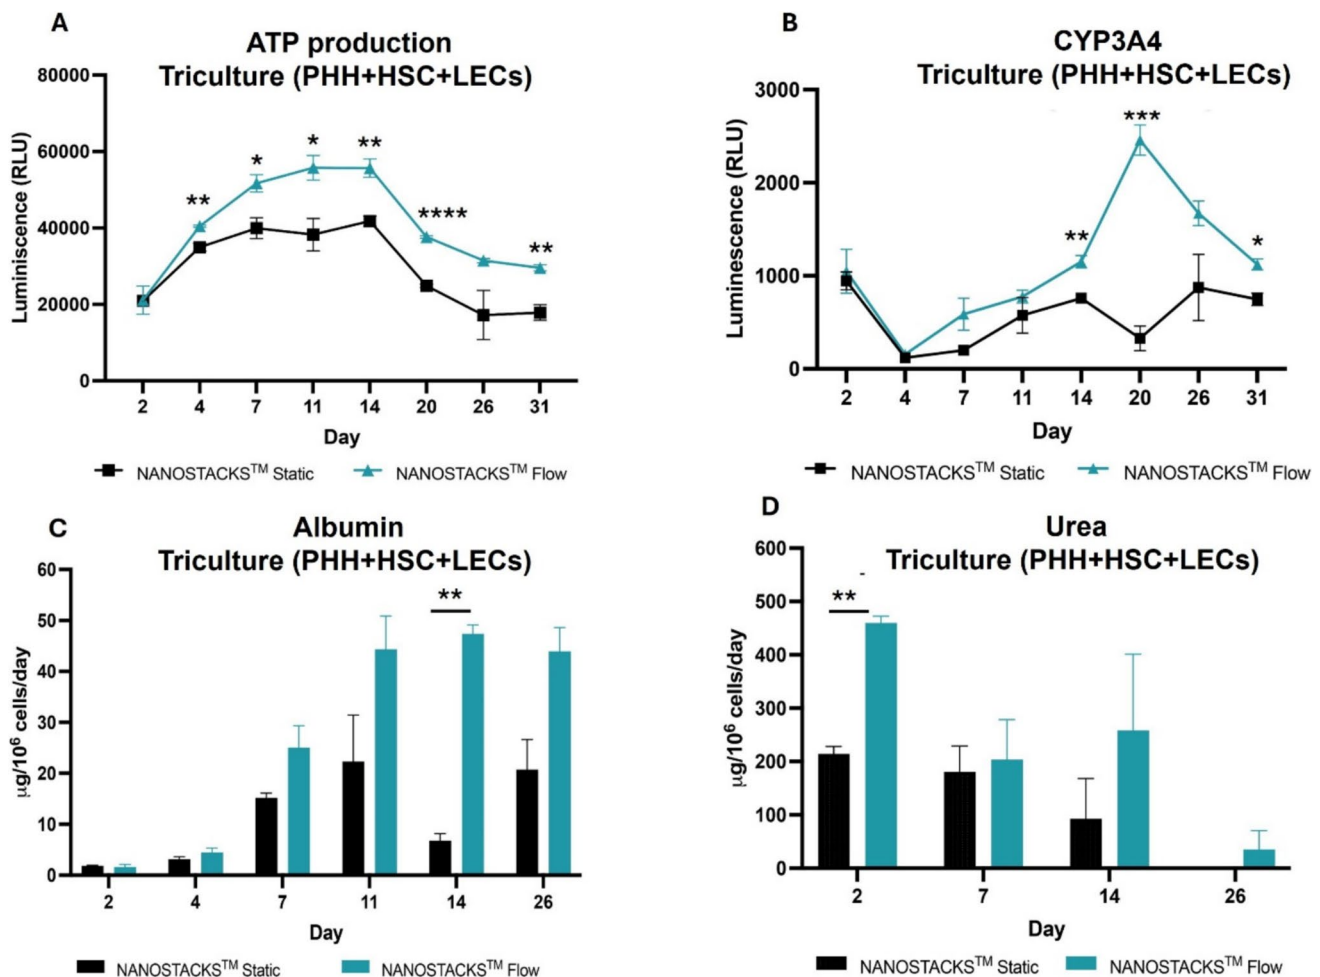 A
ATP production
Triculture (PHH+HSC+LECs)
Luminiscence (RLU)
80000
60000
40000
20000
0
**
*
*
**
****
**
2 4 7 11 14 20 26 31
Day
NANOSTACKS™ Static NANOSTACKS™ Flow
B
CYP3A4
Triculture (PHH+HSC+LECs)
Luminescence (RLU)
3000
2000
1000
0
**
***
*
2 4 7 11 14 20 26 31
Day
NANOSTACKS™ Static NANOSTACKS™ Flow
C
Albumin
Triculture (PHH+HSC+LECs)
µg/10⁶ cells/day
60
50
40
30
20
10
0
**
2 4 7 11 14 26
Day
NANOSTACKS™ Static NANOSTACKS™ Flow
D
Urea
Triculture (PHH+HSC+LECs)
µg/10⁶ cells/day
600
500
400
300
200
100
0
**
2 7 14 26
Day
NANOSTACKS™ Static NANOSTACKS™ Flow